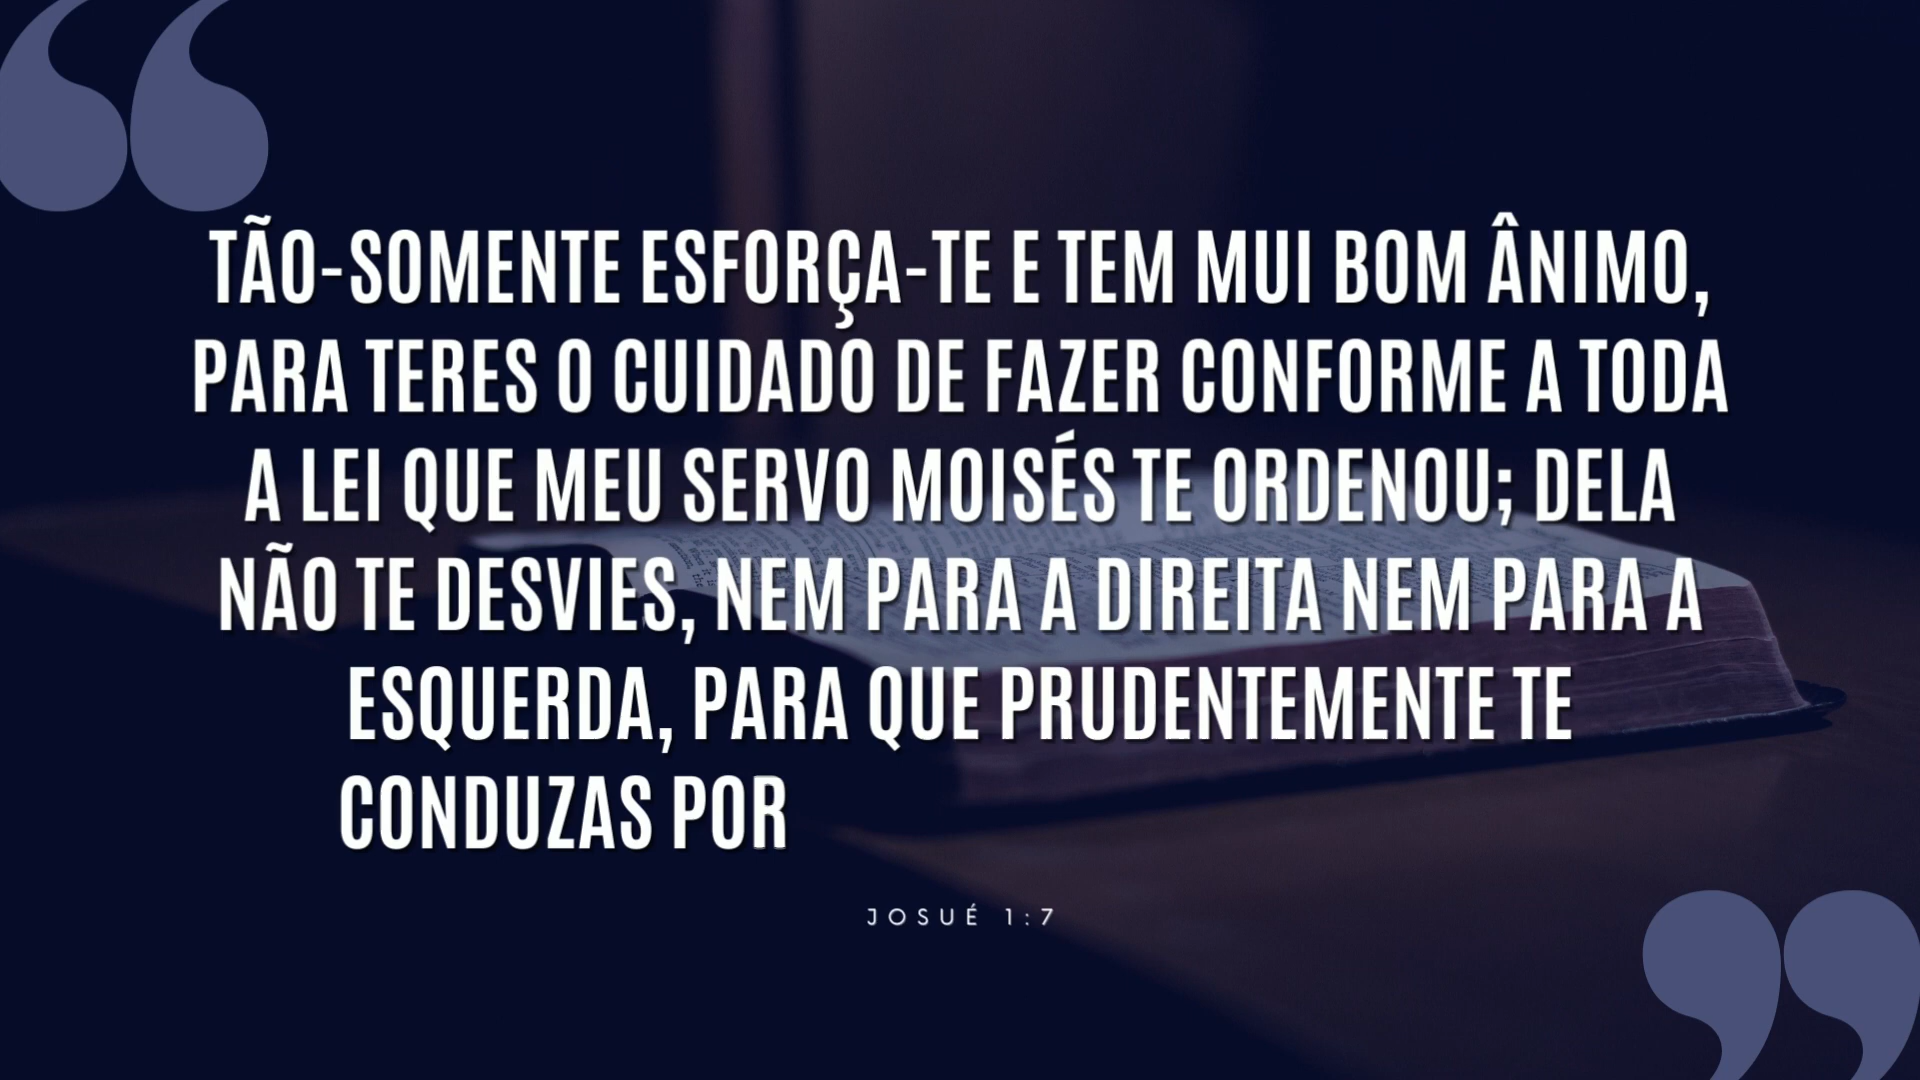 TÃO-SOMENTE ESFORÇA-TE E TEM MUI BOM ÂNIMO,
PARA TERES O CUIDADO DE FAZER CONFORME A TODA
A LEI QUE MEU SERVO MOISÉS TE ORDENOU; DELA
NÃO TE DESVIES, NEM PARA A DIREITA NEM PARA A
ESQUERDA, PARA QUE PRUDENTEMENTE TE
CONDUZAS POR
JOSUÉ 1:7